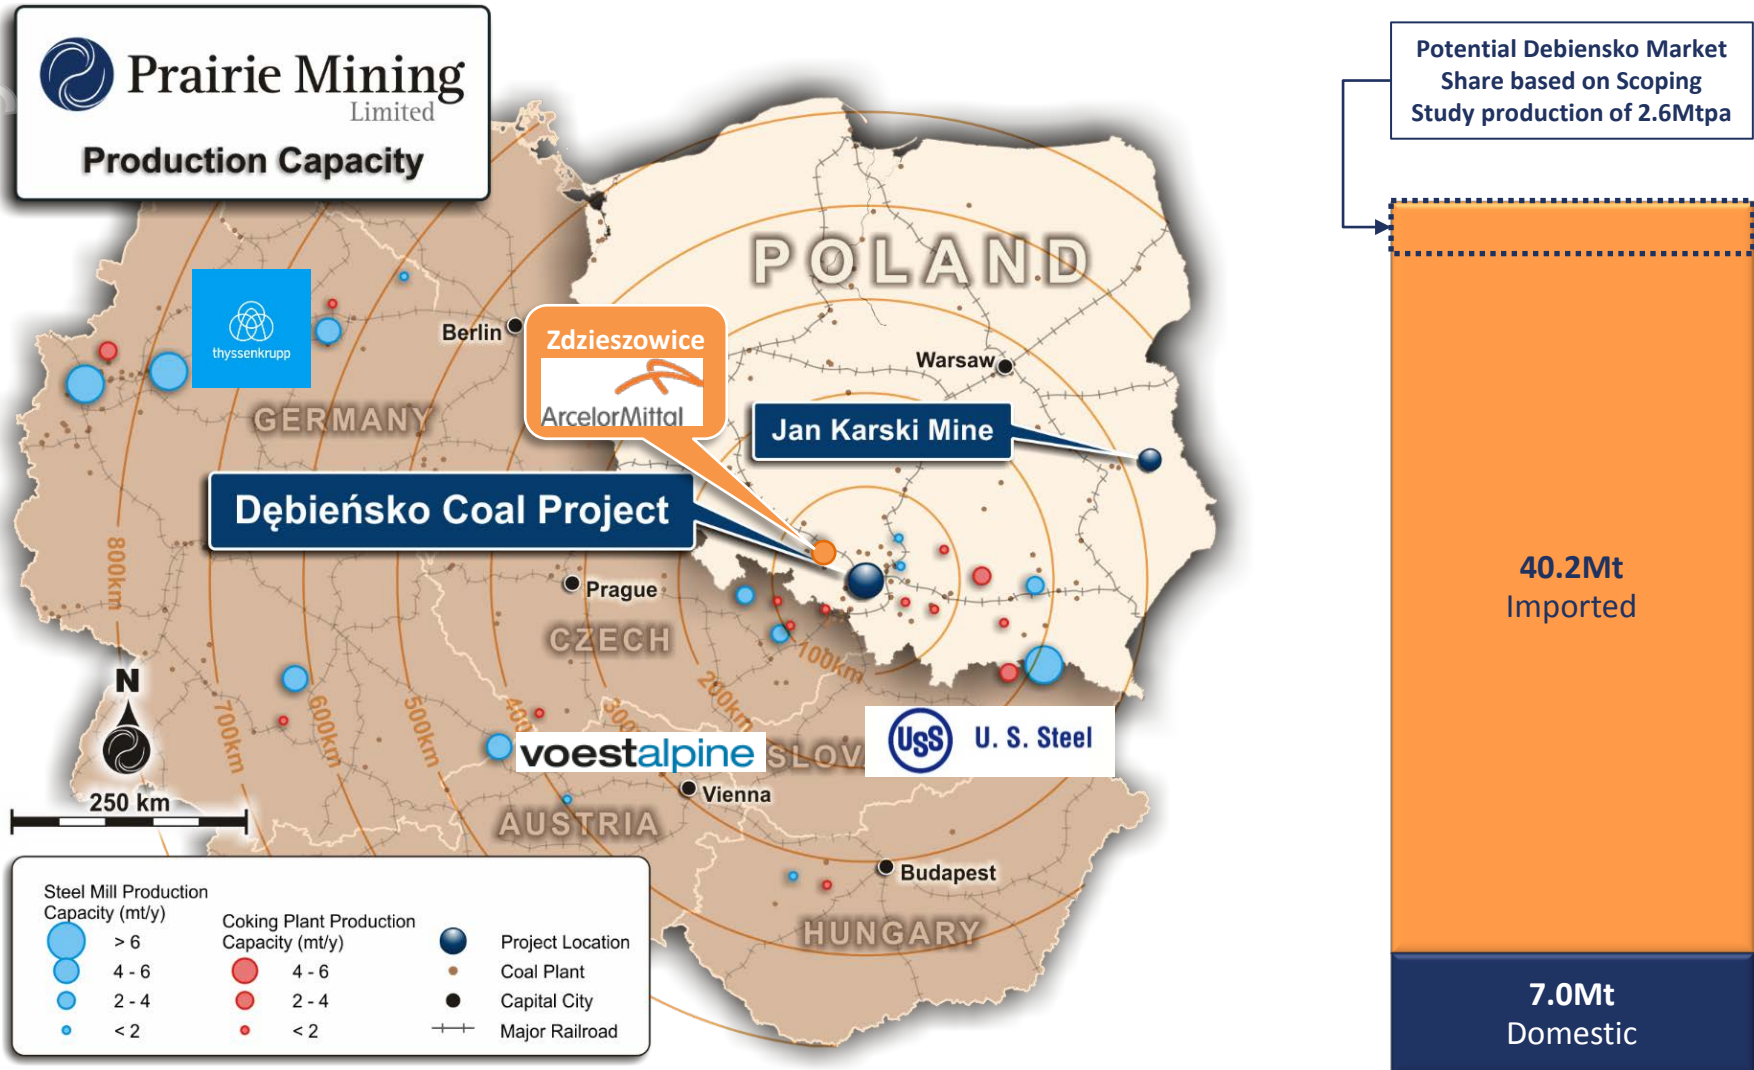 Prairie Mining
Limited
Production Capacity
POLAND
thyssenkrupp
Berlin
Zdzieszowice
ArcelorMittal
Warsaw
GERMANY
Jan Karski Mine
Dębieńsko Coal Project
800km
Prague
CZECH
100km
200km
N
700km
600km
500km
voestalpine
USS
U. S. Steel
250 km
Vienna
AUSTRIA
Budapest
HUNGARY
Steel Mill Production
Capacity (mt/y)
> 6
4 - 6
2 - 4
< 2
Coking Plant Production
Capacity (mt/y)
4 - 6
2 - 4
< 2
Project Location
Coal Plant
Capital City
Major Railroad
Potential Debiensko Market
Share based on Scoping
Study production of 2.6Mtpa
40.2Mt
Imported
7.0Mt
Domestic